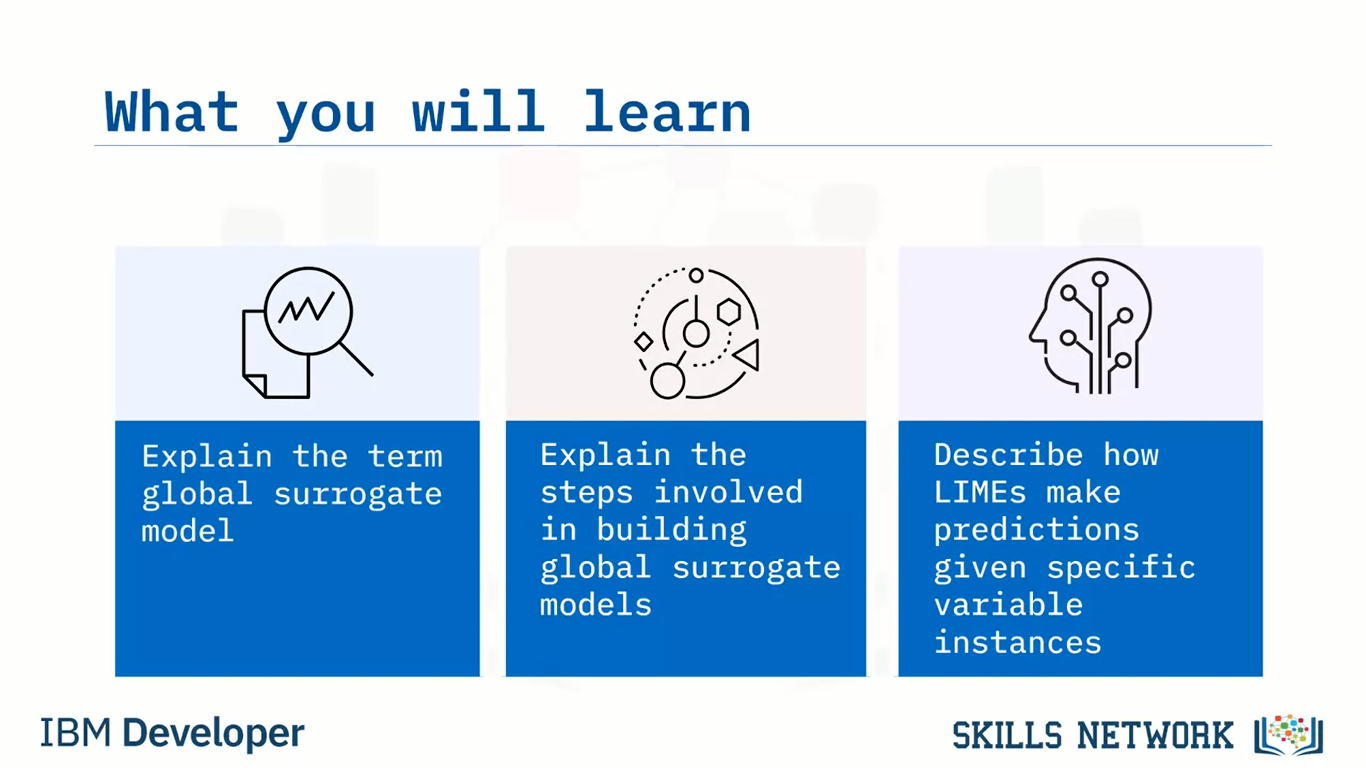 What you will learn
Explain the term
global surrogate
model
Explain the
steps involved
in building
global surrogate
models
Describe how
LIMEs make
predictions
given specific
variable
instances
IBM Developer
SKILLS NETWORK